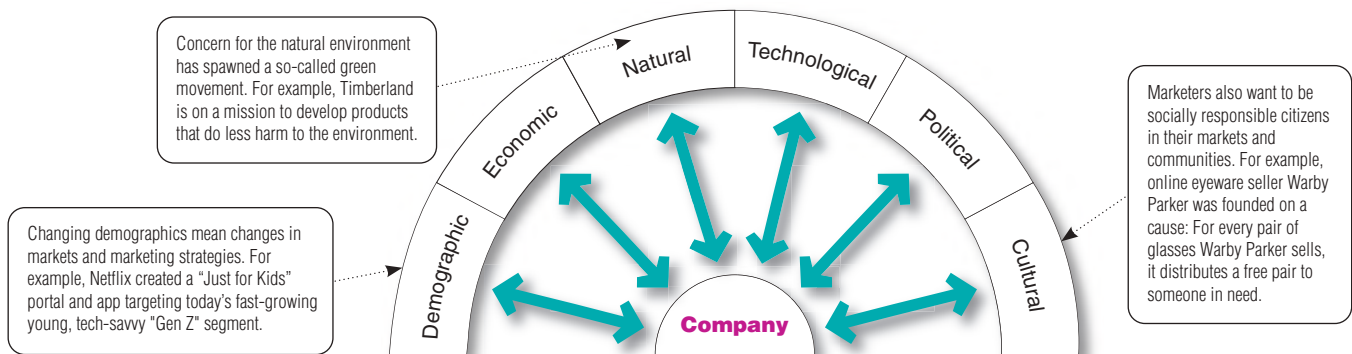 Concern for the natural environment
has spawned a so-called green
movement. For example, Timberland
is on a mission to develop products
that do less harm to the environment.
Changing demographics mean changes in
markets and marketing strategies. For
example, Netflix created a “Just for Kids”
portal and app targeting today’s fast-growing
young, tech-savvy "Gen Z" segment.
Demographic
Economic
Natural
Technological
Political
Cultural
Company
Marketers also want to be
socially responsible citizens
in their markets and
communities. For example,
online eyeware seller Warby
Parker was founded on a
cause: For every pair of
glasses Warby Parker sells,
it distributes a free pair to
someone in need.